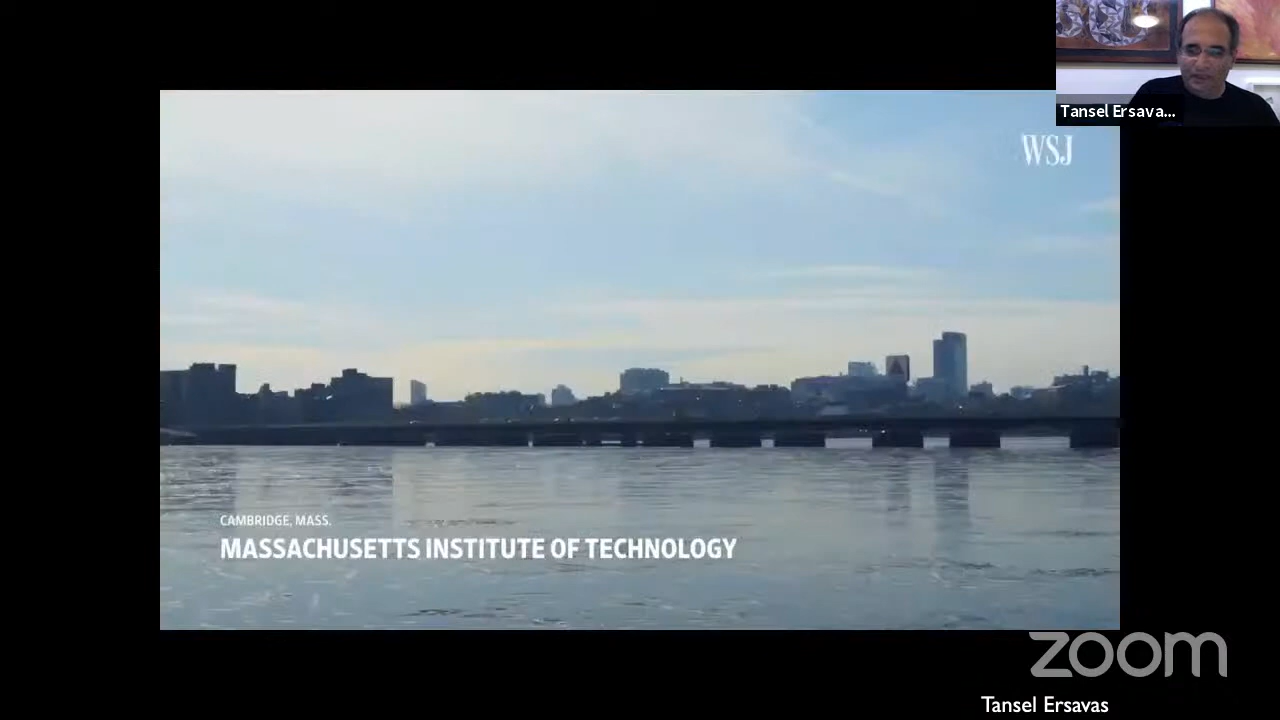 Tansel Ersava...
WSJ
CAMBRIDGE, MASS.
MASSACHUSETTS INSTITUTE OF TECHNOLOGY
zoom
Tansel Ersavas